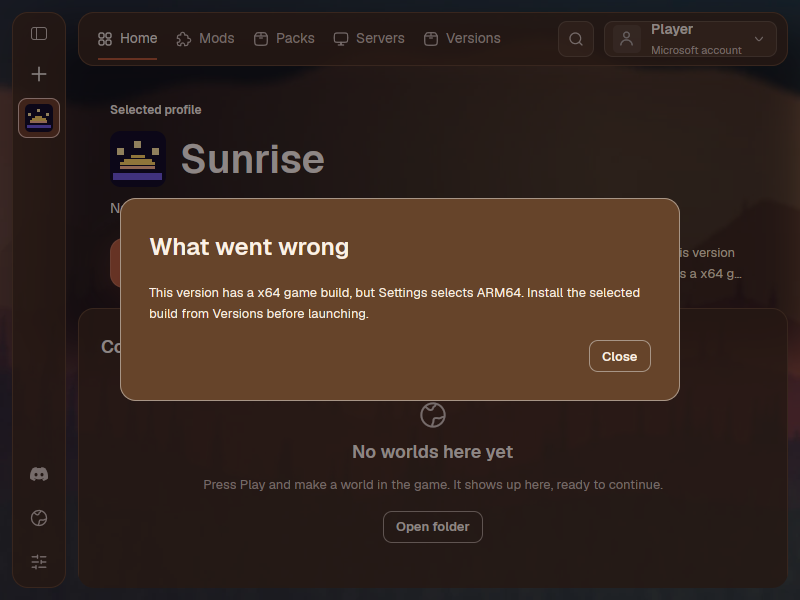 Home
Mods
Packs
Servers
Versions
Player
Microsoft account
Selected profile
Sunrise
is version
s a x64 g...
What went wrong
This version has a x64 game build, but Settings selects ARM64. Install the selected
build from Versions before launching.
Close
No worlds here yet
Press Play and make a world in the game. It shows up here, ready to continue.
Open folder